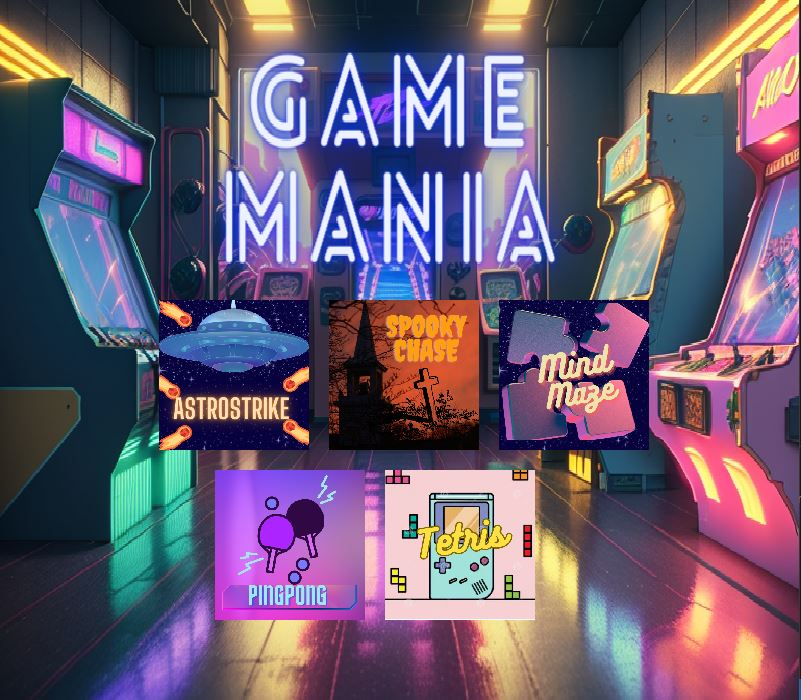 GAME
MANIA
ASTROSTRIKE
SPOOKY
CHASE
Mind
Maze
PINGPONG
Tetris